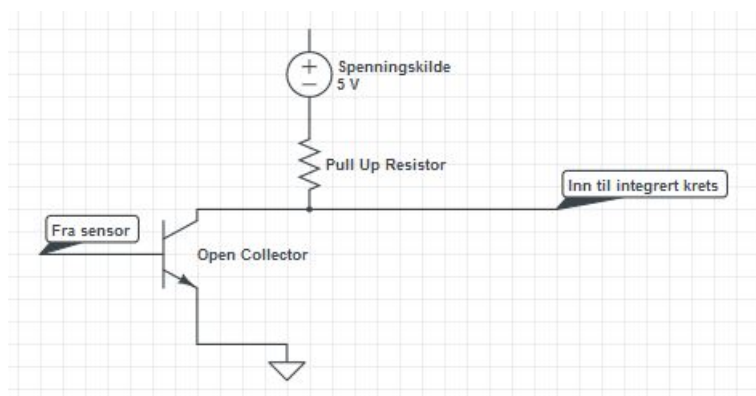 Spenningskilde
5 V
Pull Up Resistor
Inn til integrert krets
Fra sensor
Open Collector